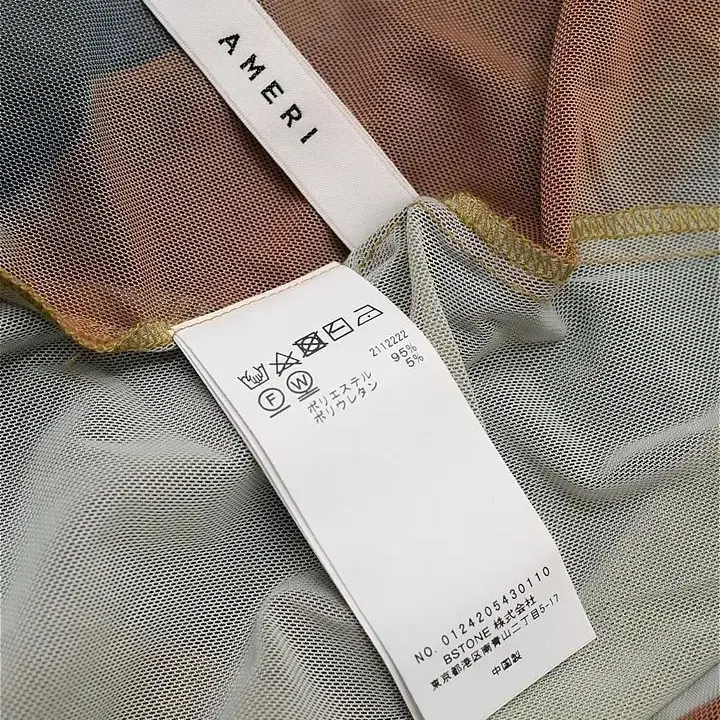 AMERI
2112222
F W
ポリエステル 95%
ポリウレタン 5%
NO. 0124205430110
BSTONE 株式会社
東京都港区南青山二丁目5-17
中国製